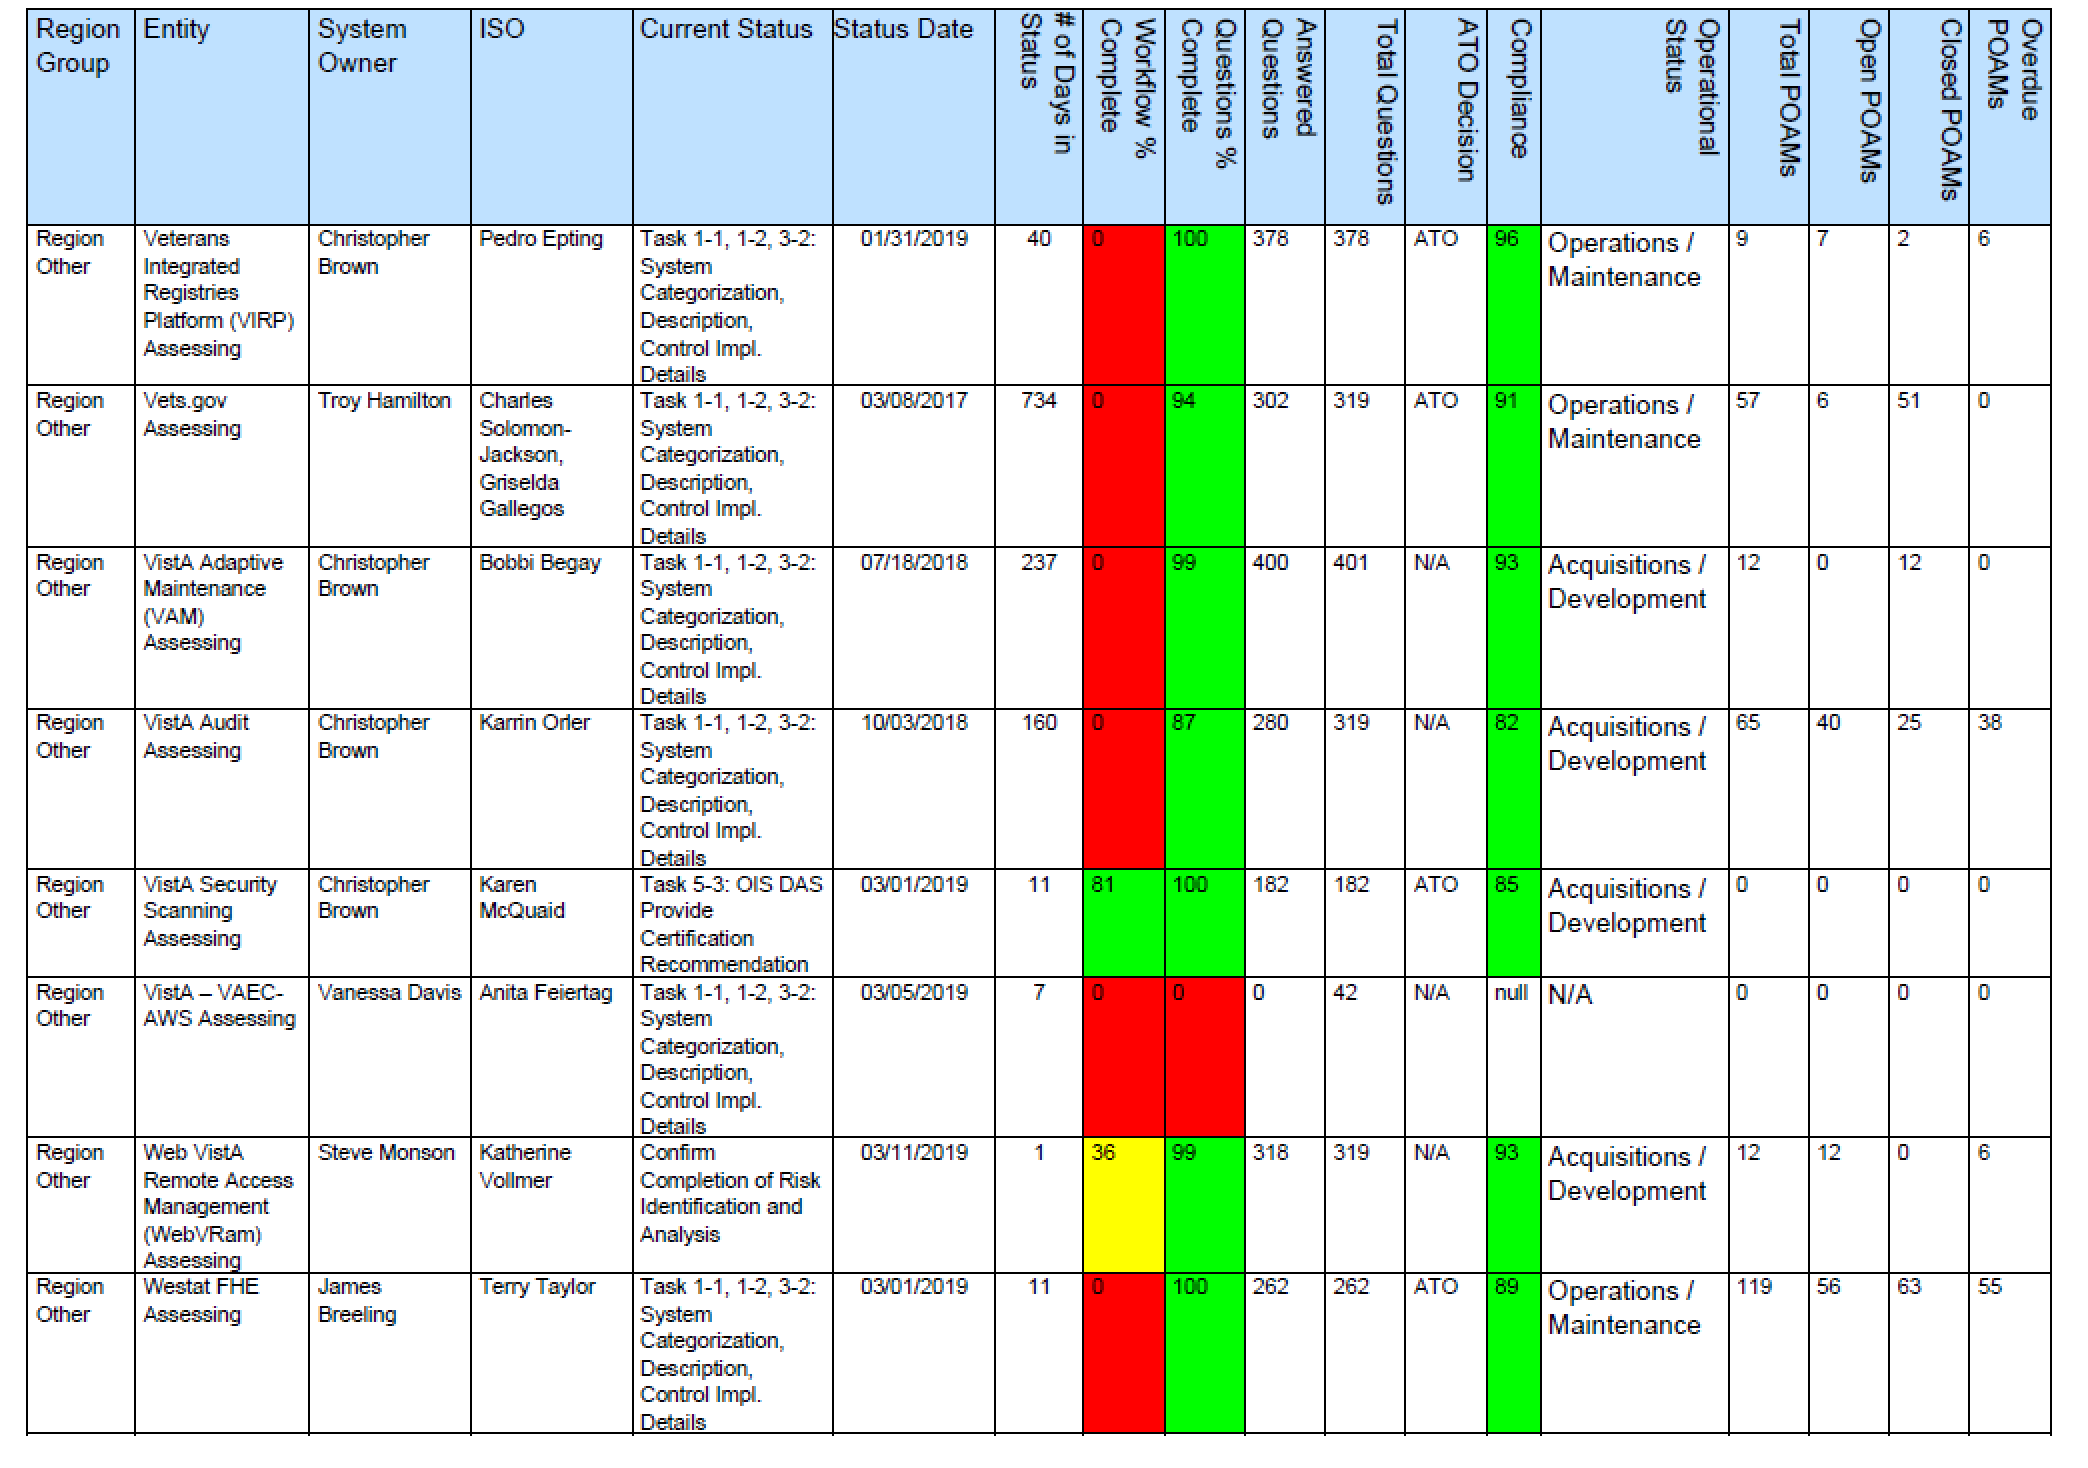 Region Group
Entity
System Owner
ISO
Current Status
Status Date
# of Days in Status
Workflow % Complete
Questions % Complete
Answered Questions
Total Questions
ATO Decision
Compliance
Operational Status
Total POAMs
Open POAMs
Closed POAMs
Overdue POAMs
Region Other
Veterans Integrated Registries Platform (VIRP) Assessing
Christopher Brown
Pedro Epting
Task 1-1, 1-2, 3-2: System Categorization, Description, Control Impl. Details
01/31/2019
40
0
100
378
378
ATO
96
Operations / Maintenance
9
7
2
6
Region Other
Vets.gov Assessing
Troy Hamilton
Charles Solomon-Jackson, Griselda Gallegos
Task 1-1, 1-2, 3-2: System Categorization, Description, Control Impl. Details
03/08/2017
734
0
94
302
319
ATO
91
Operations / Maintenance
57
6
51
0
Region Other
VistA Adaptive Maintenance (VAM) Assessing
Christopher Brown
Bobbi Begay
Task 1-1, 1-2, 3-2: System Categorization, Description, Control Impl. Details
07/18/2018
237
0
99
400
401
N/A
93
Acquisitions / Development
12
0
12
0
Region Other
VistA Audit Assessing
Christopher Brown
Karrin Orler
Task 1-1, 1-2, 3-2: System Categorization, Description, Control Impl. Details
10/03/2018
160
0
87
280
319
N/A
82
Acquisitions / Development
65
40
25
38
Region Other
VistA Security Scanning Assessing
Christopher Brown
Karen McQuaid
Task 5-3: OIS DAS Provide Certification Recommendation
03/01/2019
11
81
100
182
182
ATO
85
Acquisitions / Development
0
0
0
0
Region Other
VistA – VAEC-AWS Assessing
Vanessa Davis
Anita Feiertag
Task 1-1, 1-2, 3-2: System Categorization, Description, Control Impl. Details
03/05/2019
7
0
0
0
42
N/A
null
N/A
0
0
0
0
Region Other
Web VistA Remote Access Management (WebVRam) Assessing
Steve Monson
Katherine Vollmer
Confirm Completion of Risk Identification and Analysis
03/11/2019
1
36
99
318
319
N/A
93
Acquisitions / Development
12
12
0
6
Region Other
Westat FHE Assessing
James Breeling
Terry Taylor
Task 1-1, 1-2, 3-2: System Categorization, Description, Control Impl. Details
03/01/2019
11
0
100
262
262
ATO
89
Operations / Maintenance
119
56
63
55